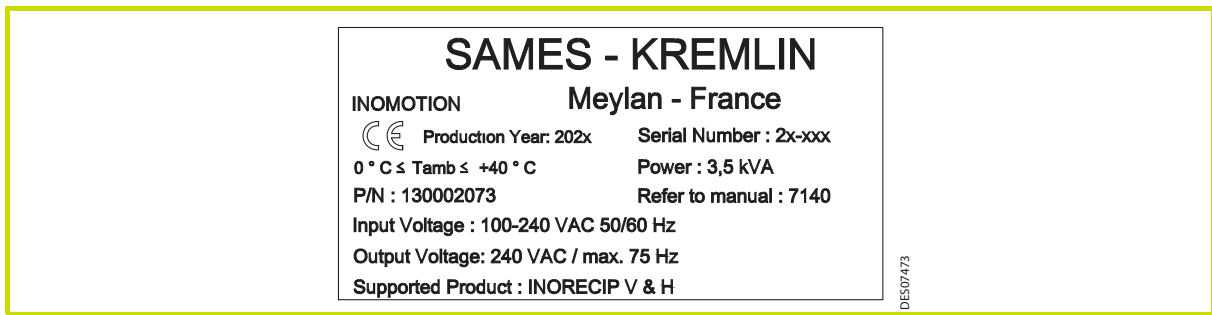 SAMES - KREMLIN
Meylan - France
INOMOTION
CE Production Year: 202x Serial Number : 2x-xxx
0 ° C ≤ Tamb ≤ +40 ° C Power : 3,5 kVA
P/N : 130002073 Refer to manual : 7140
Input Voltage : 100-240 VAC 50/60 Hz
Output Voltage: 240 VAC / max. 75 Hz
Supported Product : INORECIP V & H
DES07473